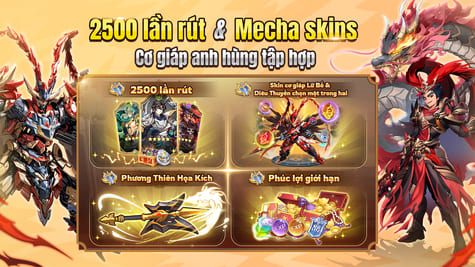 2500 lần rút & Mecha skins
Cơ giáp anh hùng tập hợp
2500 lần rút
Skin cơ giáp Lữ Bố &
Điêu Thuyền chọn một trong hai
Phương Thiên Họa Kích
Phúc lợi giới hạn